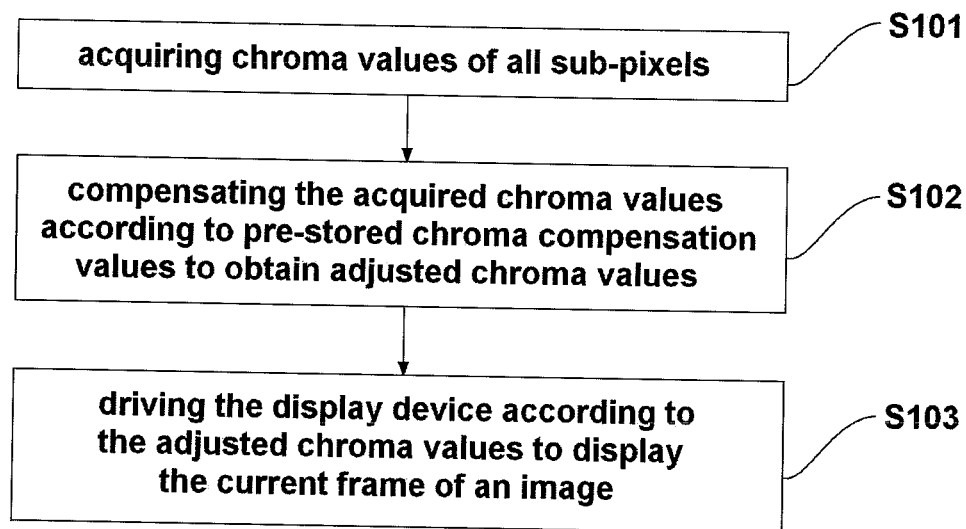 S101
acquiring chroma values of all sub-pixels
compensating the acquired chroma values
according to pre-stored chroma compensation
values to obtain adjusted chroma values
S102
driving the display device according to
the adjusted chroma values to display
the current frame of an image
S103